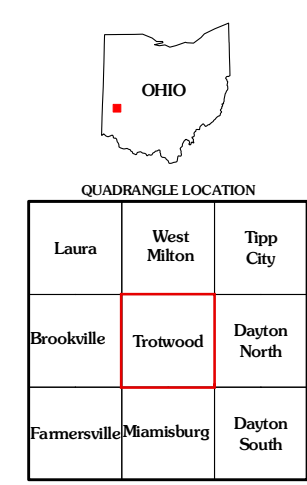 OHIO
QUADRANGLE LOCATION
Laura
West
Milton
Tipp
City
Brookville
Trotwood
Dayton
North
Farmersville
Miamisburg
Dayton
South